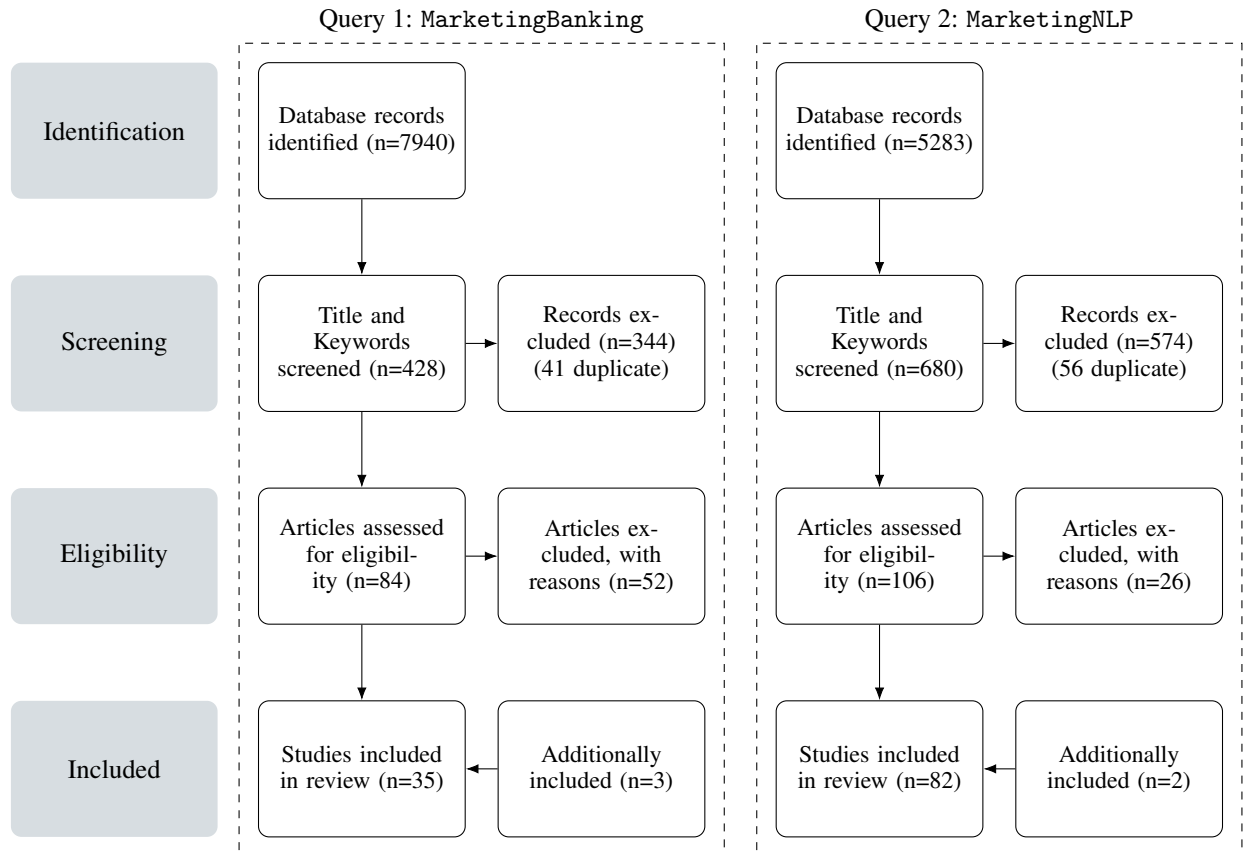 Query 1: MarketingBanking
Query 2: MarketingNLP
Identification
Database records
identified (n=7940)
Database records
identified (n=5283)
Screening
Title and
Keywords
screened (n=428)
Records ex-
cluded (n=344)
(41 duplicate)
Title and
Keywords
screened (n=680)
Records ex-
cluded (n=574)
(56 duplicate)
Eligibility
Articles assessed
for eligibil-
ity (n=84)
Articles ex-
cluded, with
reasons (n=52)
Articles assessed
for eligibil-
ity (n=106)
Articles ex-
cluded, with
reasons (n=26)
Included
Studies included
in review (n=35)
Additionally
included (n=3)
Studies included
in review (n=82)
Additionally
included (n=2)